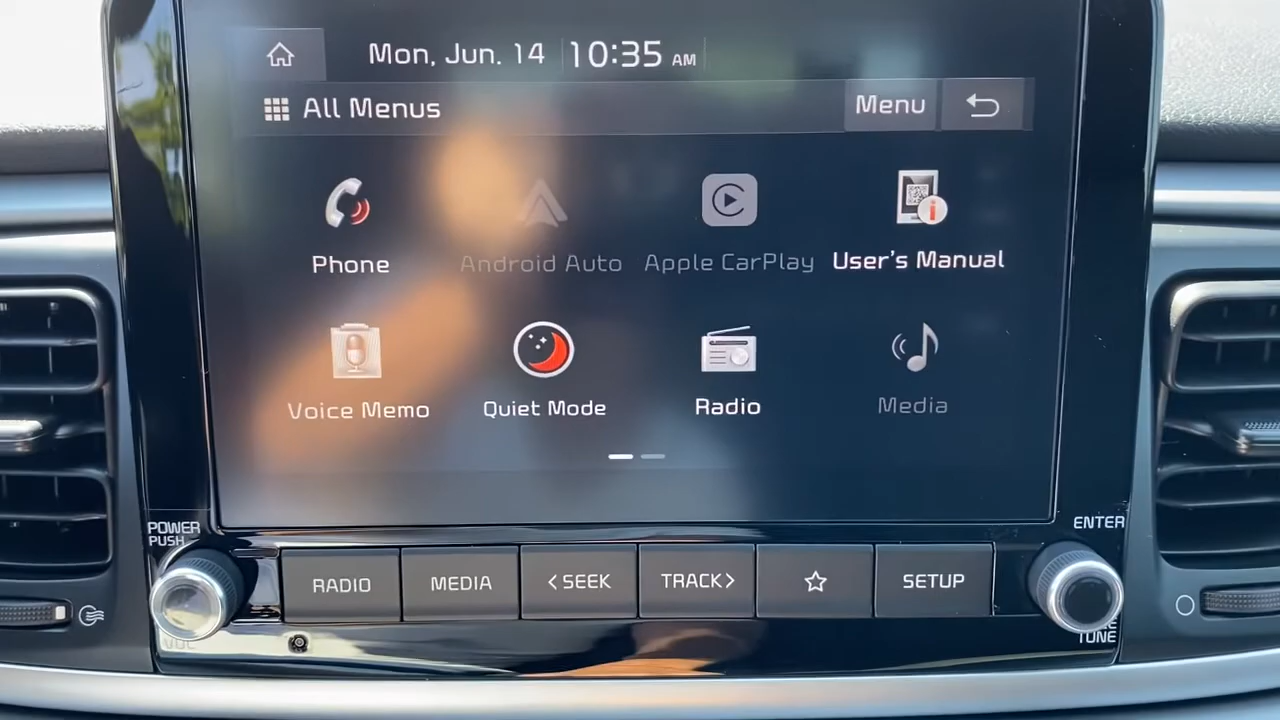 Mon, Jun. 14 10:35 AM
All Menus Menu
Phone Android Auto Apple CarPlay User's Manual
Voice Memo Quiet Mode Radio Media
POWER
PUSH
ENTER
RADIO MEDIA <SEEK TRACK> SETUP
VOL
TUNE